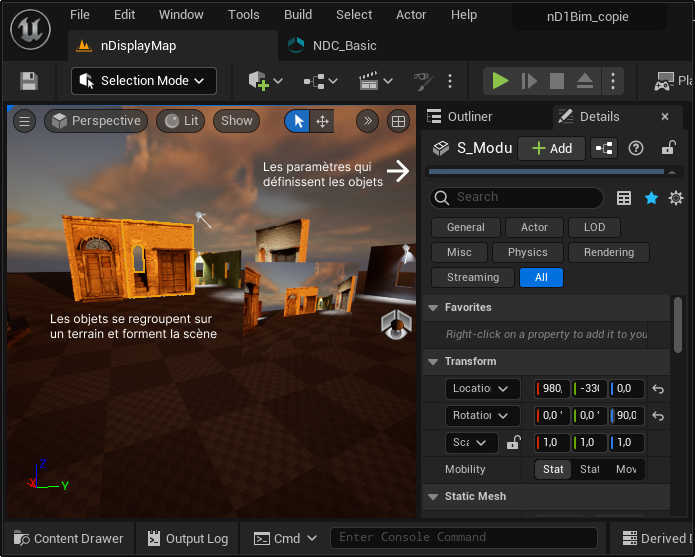 File Edit Window Tools Build Select Actor Help
nD1Bim_copie
nDisplayMap
NDC_Basic
Selection Mode
Pla
Perspective
Lit
Show
Outliner
Details
S_Modu
Add
Search
General
Actor
LOD
Misc
Physics
Rendering
Streaming
All
Favorites
Right-click on a property to add it to you
Transform
Locatio
980, -330 0,0
Rotation
0,0 ° 0,0 ° 90,0
Sca
1,0 1,0 1,0
Mobility
Stat Stat Mov
Static Mesh
Les paramètres qui
définissent les objets
Les objets se regroupent sur
un terrain et forment la scène
Z
X
Y
Content Drawer
Output Log
Cmd
Enter Console Command
Derived D